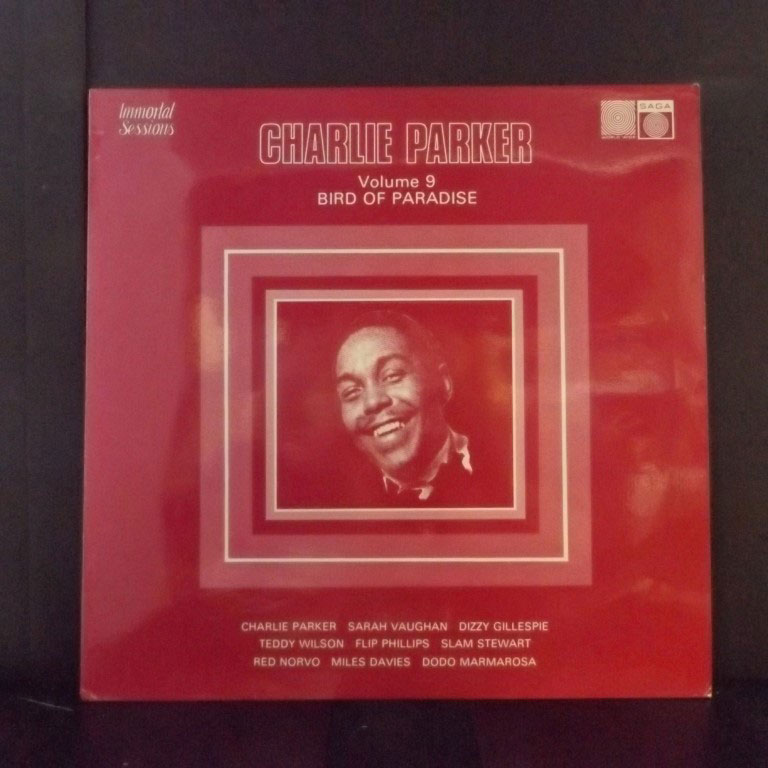 Immortal
Sessions
SAGA
CHARLIE PARKER
Volume 9
BIRD OF PARADISE
CHARLIE PARKER SARAH VAUGHAN DIZZY GILLESPIE
TEDDY WILSON FLIP PHILLIPS SLAM STEWART
RED NORVO MILES DAVIES DODO MARMAROSA